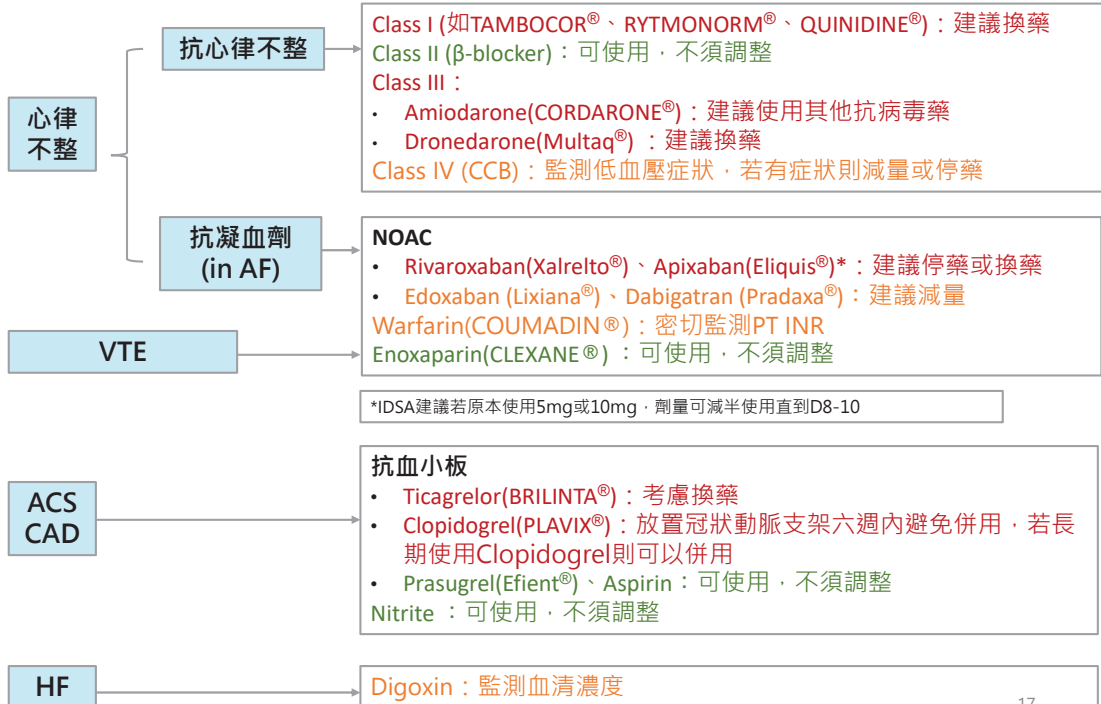 心律
不整
抗心律不整
Class I (如TAMBOCOR®、RYTMONORM®、QUINIDINE®)：建議換藥
Class II (β-blocker)：可使用，不須調整
Class III：
• Amiodarone(CORDARONE®)：建議使用其他抗病毒藥
• Dronedarone(Multaq®) ：建議換藥
Class IV (CCB)：監測低血壓症狀，若有症狀則減量或停藥
抗凝血劑
(in AF)
VTE
NOAC
• Rivaroxaban(Xalrelto®)、Apixaban(Eliquis®)*：建議停藥或換藥
• Edoxaban (Lixiana®)、Dabigatran (Pradaxa®)：建議減量
Warfarin(COUMADIN®)：密切監測PT INR
Enoxaparin(CLEXANE®) ：可使用，不須調整
*IDSA建議若原本使用5mg或10mg，劑量可減半使用直到D8-10
ACS
CAD
抗血小板
• Ticagrelor(BRILINTA®)：考慮換藥
• Clopidogrel(PLAVIX®)：放置冠狀動脈支架六週內避免併用，若長
期使用Clopidogrel則可以併用
• Prasugrel(Efient®)、Aspirin：可使用，不須調整
Nitrite ：可使用，不須調整
HF
Digoxin：監測血清濃度
17